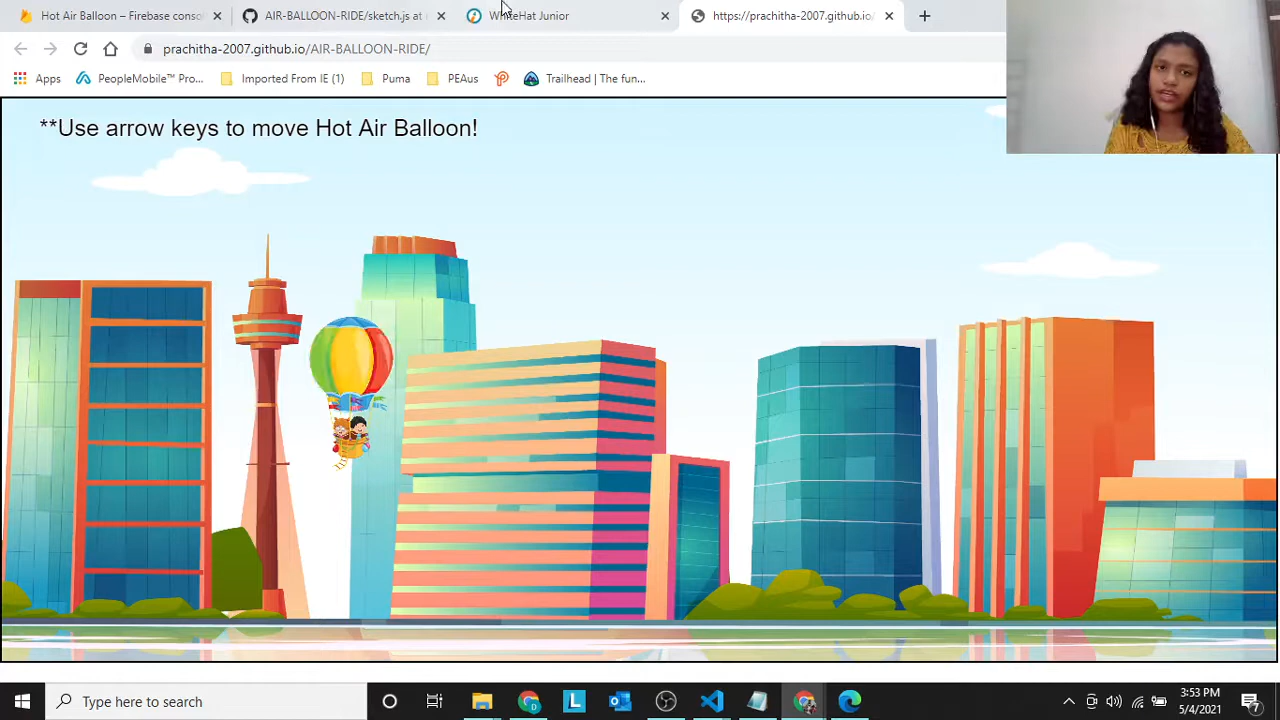 Hot Air Balloon – Firebase conso
AIR-BALLOON-RIDE/sketch.js at
WhiteHat Junior
https://prachitha-2007.github.io/
prachitha-2007.github.io/AIR-BALLOON-RIDE/
Apps
PeopleMobile™ Pro...
Imported From IE (1)
Puma
PEAus
Trailhead | The fun...
**Use arrow keys to move Hot Air Balloon!
Type here to search
3:53 PM
5/4/2021
7